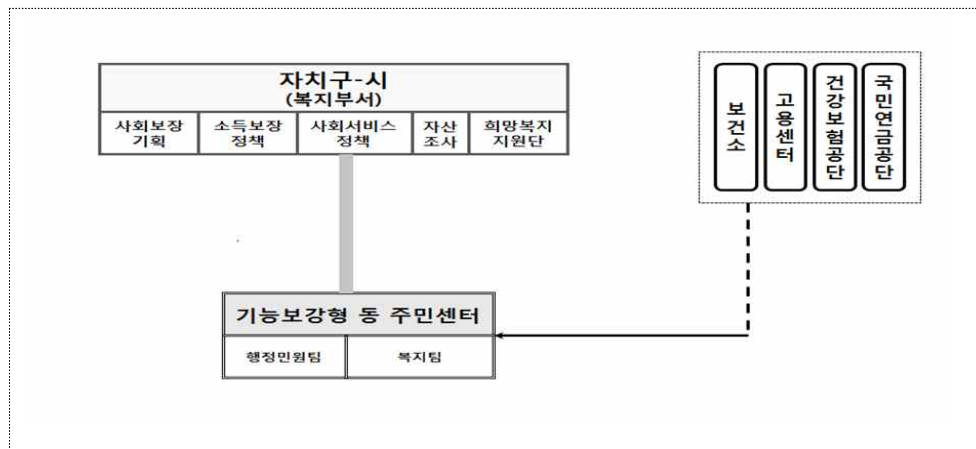 자치구-시
(복지부서)
사회보장
기획
소득보장
정책
사회서비스
정책
자산
조사
희망복지
지원단
보건소
고용센터
건강보험공단
국민연금공단
기능보강형 동 주민센터
행정민원팀
복지팀